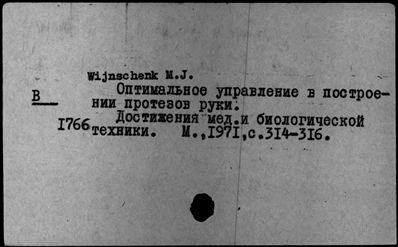 Wijnschenk M.J.
Оптимальное управление в построе-
В
нии протезов руки.
Достижения мед.и биологической
1766
техники. М.,1971,с.314-316.